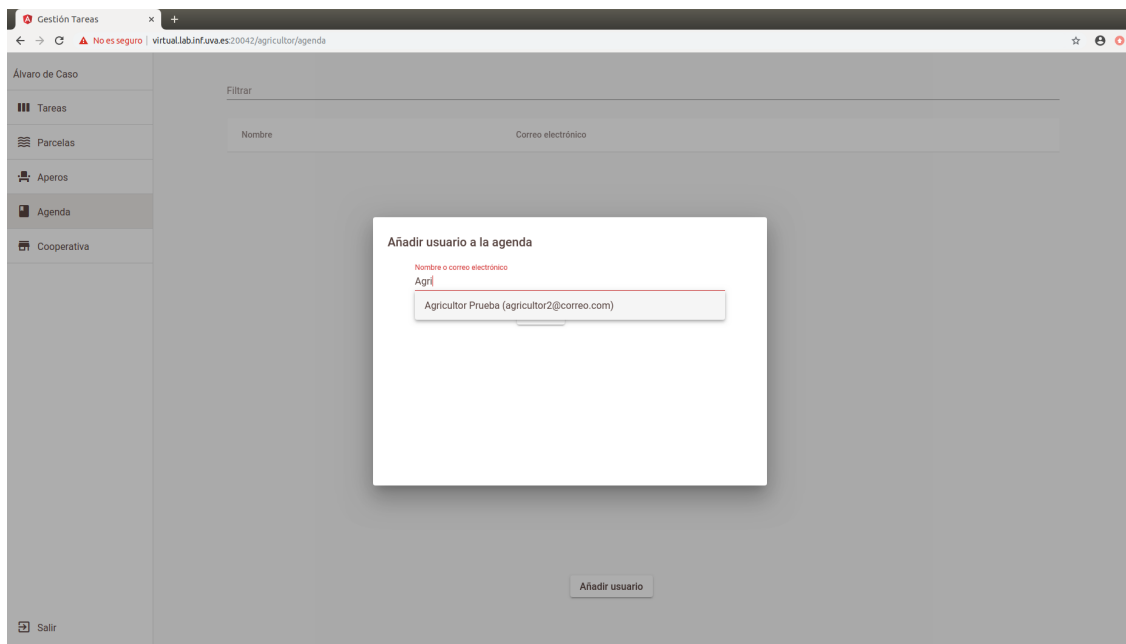 Gestión Tareas
No es seguro | virtual.lab.inf.uva.es:20042/agricultor/agenda
Álvaro de Caso
Tareas
Parcelas
Aperos
Agenda
Cooperativa
Salir
Filtrar
Nombre Correo electrónico
Añadir usuario a la agenda
Nombre o correo electrónico
Agri
Agricultor Prueba (agricultor2@correo.com)
Añadir usuario